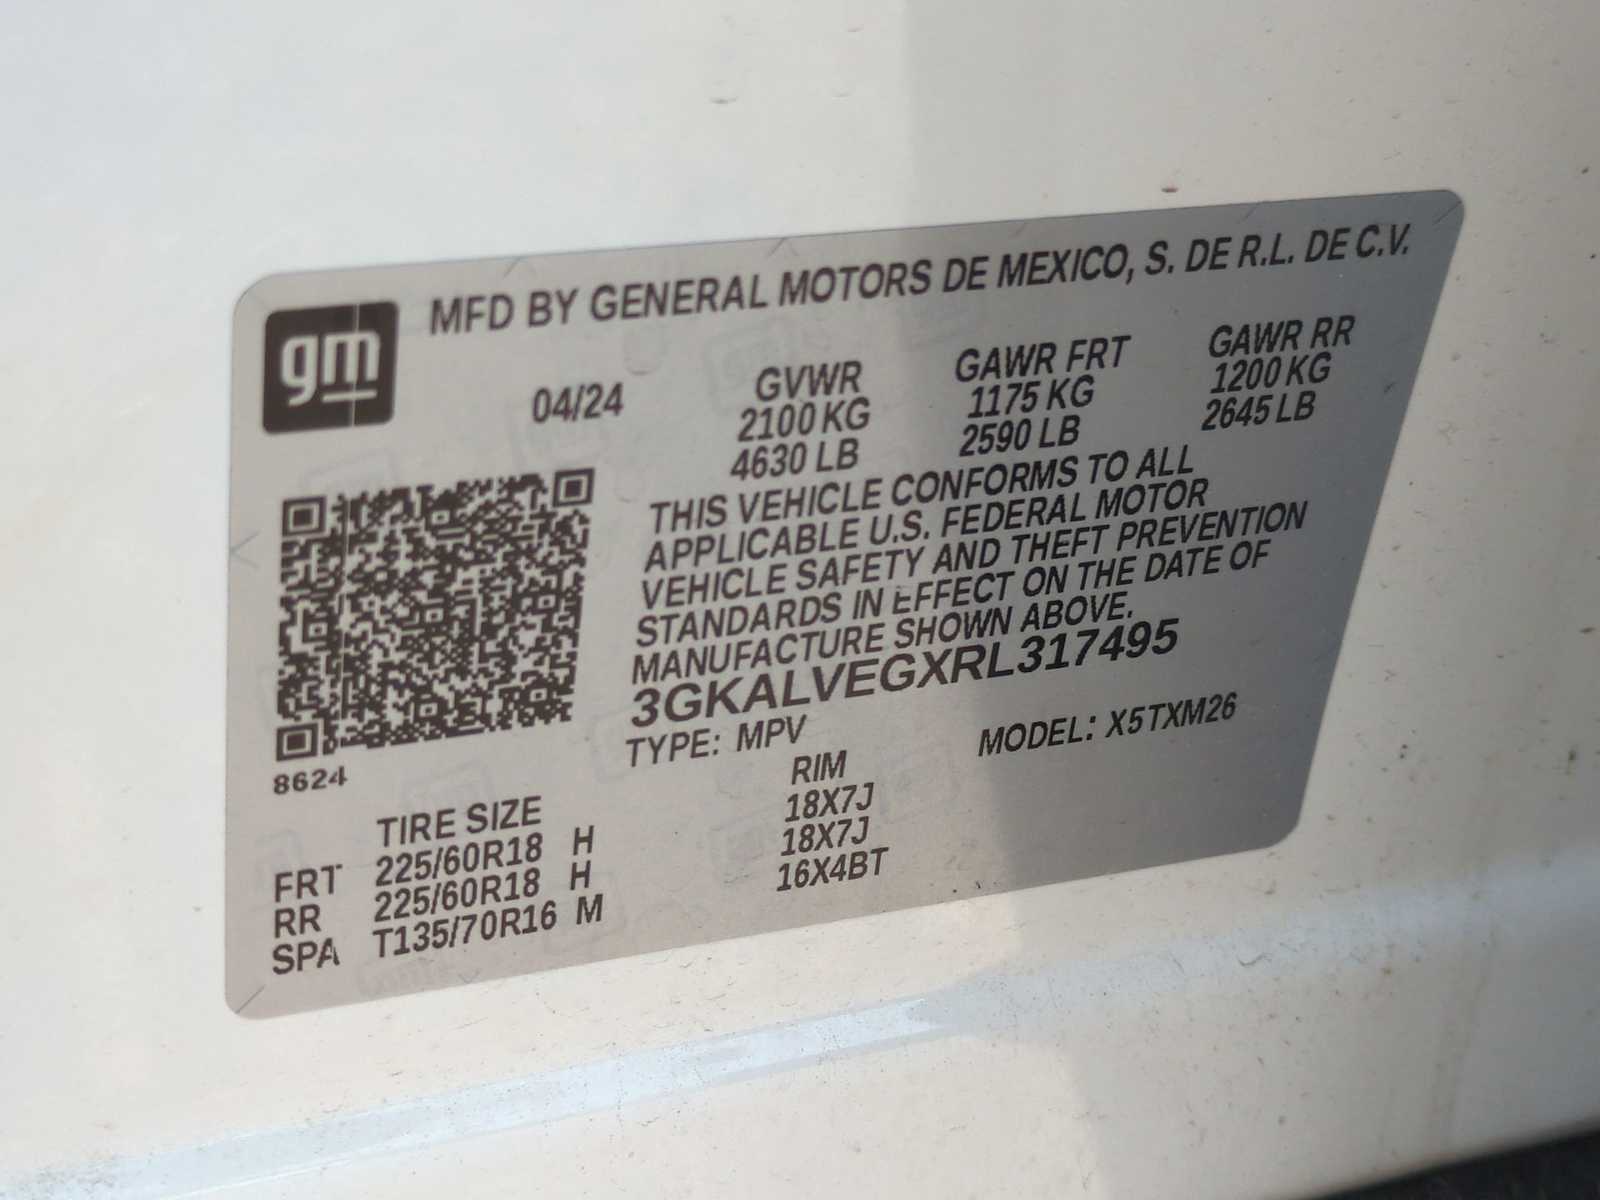 gm
MFD BY GENERAL MOTORS DE MEXICO, S. DE R.L. DE C.V.
04/24 GVWR GAWR FRT GAWR RR
2100 KG 1175 KG 1200 KG
4630 LB 2590 LB 2645 LB
THIS VEHICLE CONFORMS TO ALL
APPLICABLE U.S. FEDERAL MOTOR
VEHICLE SAFETY AND THEFT PREVENTION
STANDARDS IN EFFECT ON THE DATE OF
MANUFACTURE SHOWN ABOVE.
3GKALVEGXRL317495
TYPE: MPV MODEL: X5TXM26
8624
TIRE SIZE RIM
FRT 225/60R18 H 18X7J
RR 225/60R18 H 18X7J
SPA T135/70R16 M 16X4BT